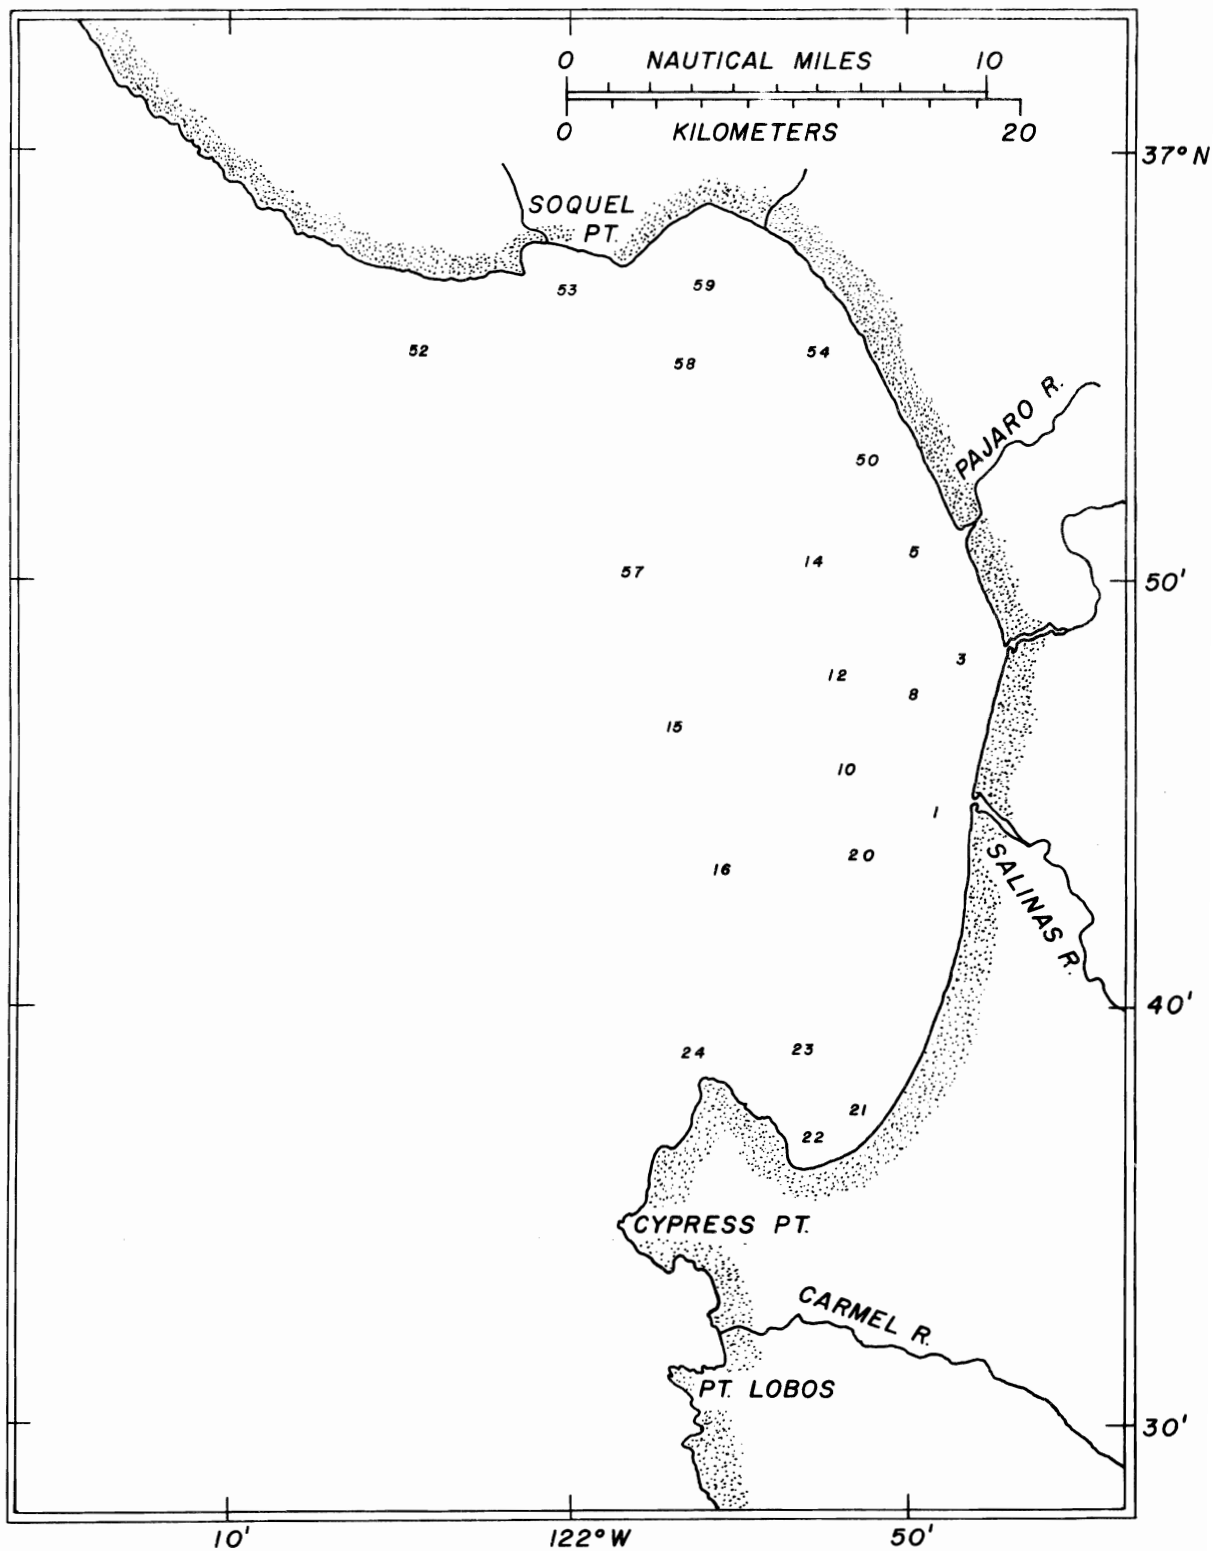 0 NAUTICAL MILES 10
0 KILOMETERS 20
37° N
SOQUEL
PT.
53
59
52
58
54
PAJARO R.
50
5
14
57
50'
3
12
8
15
10
1
20
16
SALINAS R.
40'
24
23
21
22
CYPRESS PT.
CARMEL R.
PT. LOBOS
30'
10' 122° W 50'